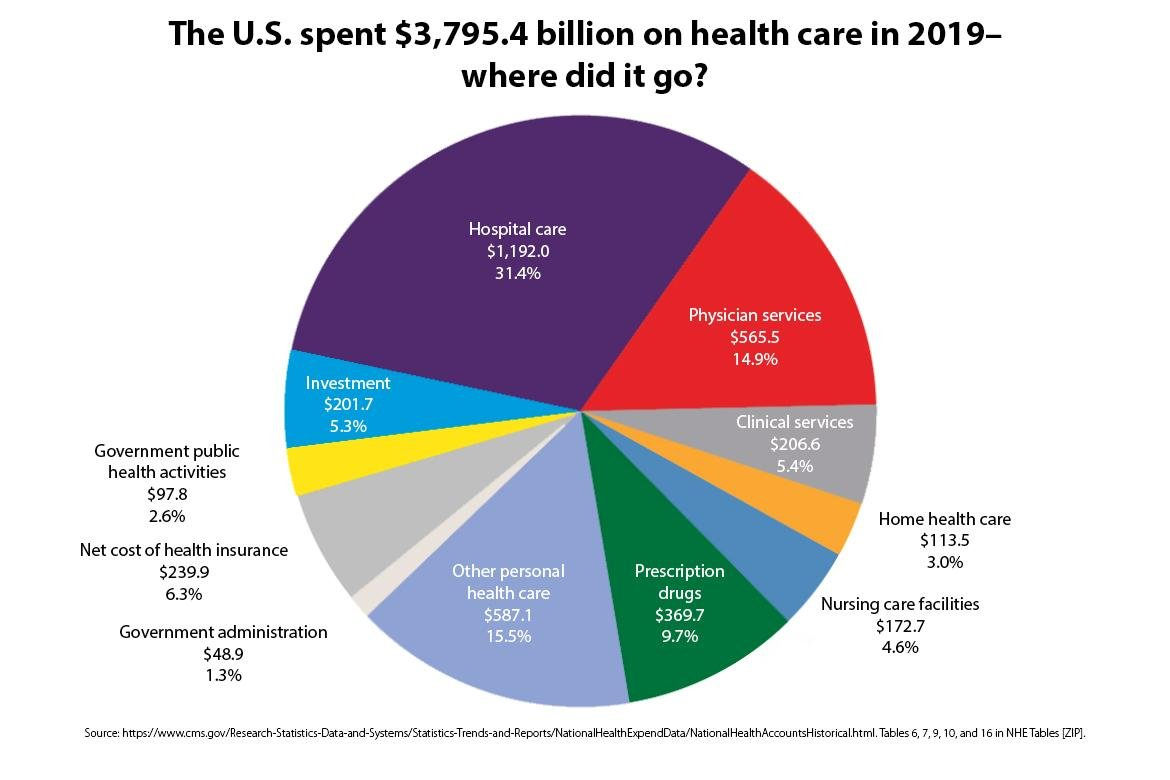 The U.S. spent $3,795.4 billion on health care in 2019–
where did it go?
Hospital care
$1,192.0
31.4%
Physician services
$565.5
14.9%
Clinical services
$206.6
5.4%
Home health care
$113.5
3.0%
Nursing care facilities
$172.7
4.6%
Prescription
drugs
$369.7
9.7%
Other personal
health care
$587.1
15.5%
Government administration
$48.9
1.3%
Net cost of health insurance
$239.9
6.3%
Government public
health activities
$97.8
2.6%
Investment
$201.7
5.3%
Source: https://www.cms.gov/Research-Statistics-Data-and-Systems/Statistics-Trends-and-Reports/NationalHealthExpendData/NationalHealthAccountsHistorical.html. Tables 6, 7, 9, 10, and 16 in NHE Tables [ZIP].